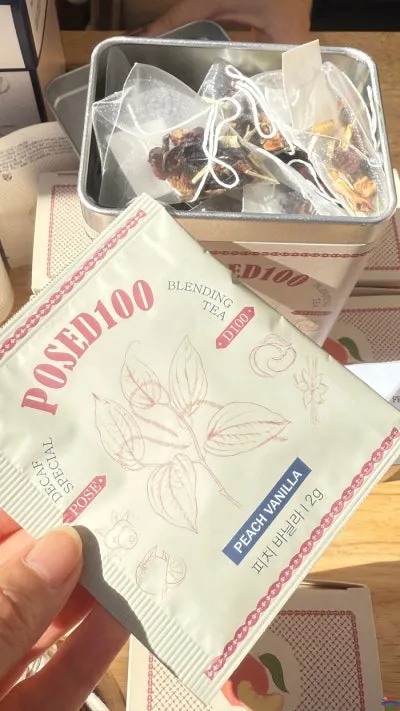 POSED100
BLENDING
TEA
D100
POSED100
DECAF
SPECIAL
POSE
PEACH VANILLA
피치 바닐라 | 2g